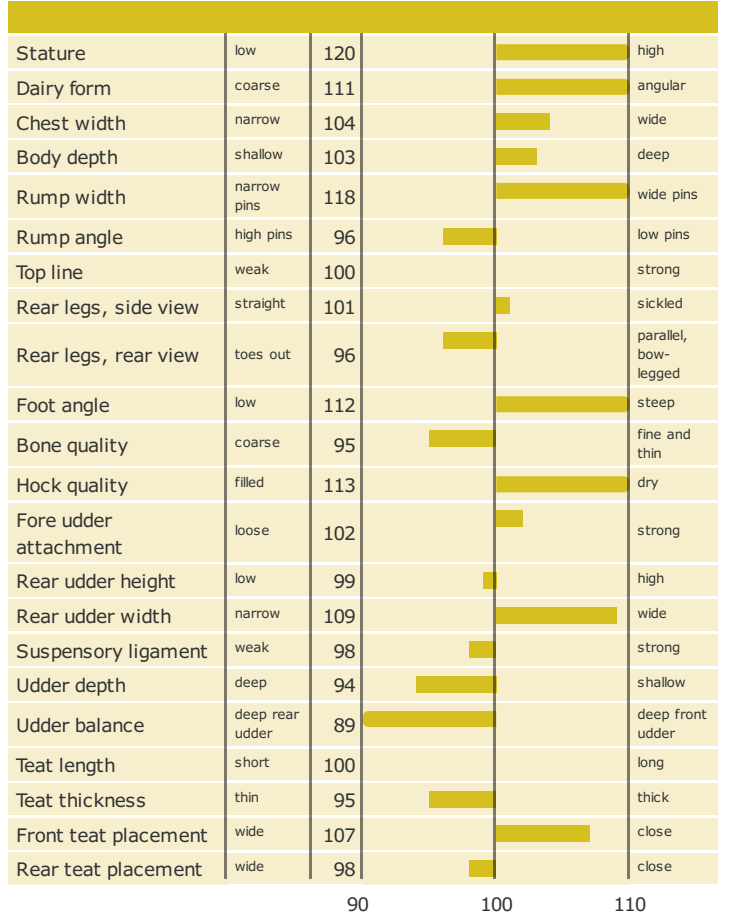 Stature low 120 high
Dairy form coarse 111 angular
Chest width narrow 104 wide
Body depth shallow 103 deep
Rump width narrow pins 118 wide pins
Rump angle high pins 96 low pins
Top line weak 100 strong
Rear legs, side view straight 101 sickled
Rear legs, rear view toes out 96 parallel, bow-legged
Foot angle low 112 steep
Bone quality coarse 95 fine and thin
Hock quality filled 113 dry
Fore udder attachment loose 102 strong
Rear udder height low 99 high
Rear udder width narrow 109 wide
Suspensory ligament weak 98 strong
Udder depth deep 94 shallow
Udder balance deep rear udder 89 deep front udder
Teat length short 100 long
Teat thickness thin 95 thick
Front teat placement wide 107 close
Rear teat placement wide 98 close
90 100 110